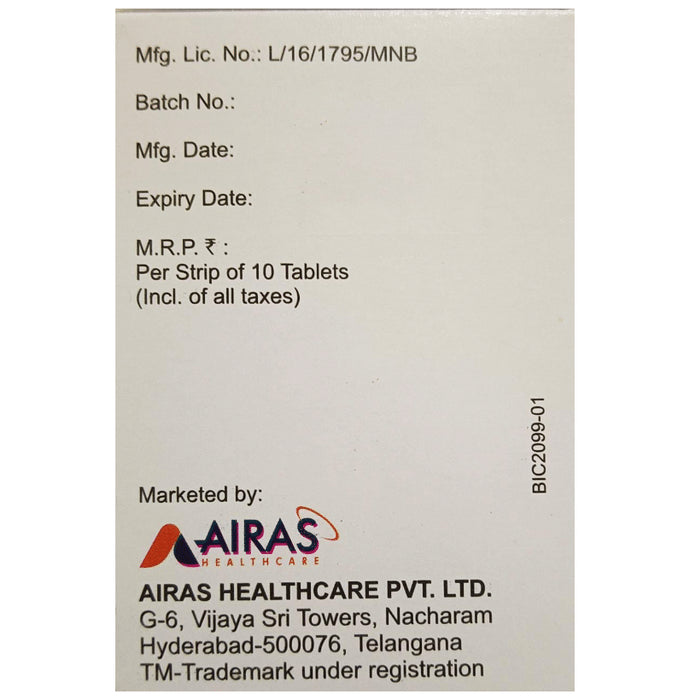 Mfg. Lic. No.: L/16/1795/MNB
Batch No.:
Mfg. Date:
Expiry Date:
M.R.P. ₹ :
Per Strip of 10 Tablets
(Incl. of all taxes)
BIC2099-01
Marketed by:
AIRAS
HEALTHCARE
AIRAS HEALTHCARE PVT. LTD.
G-6, Vijaya Sri Towers, Nacharam
Hyderabad-500076, Telangana
TM-Trademark under registration